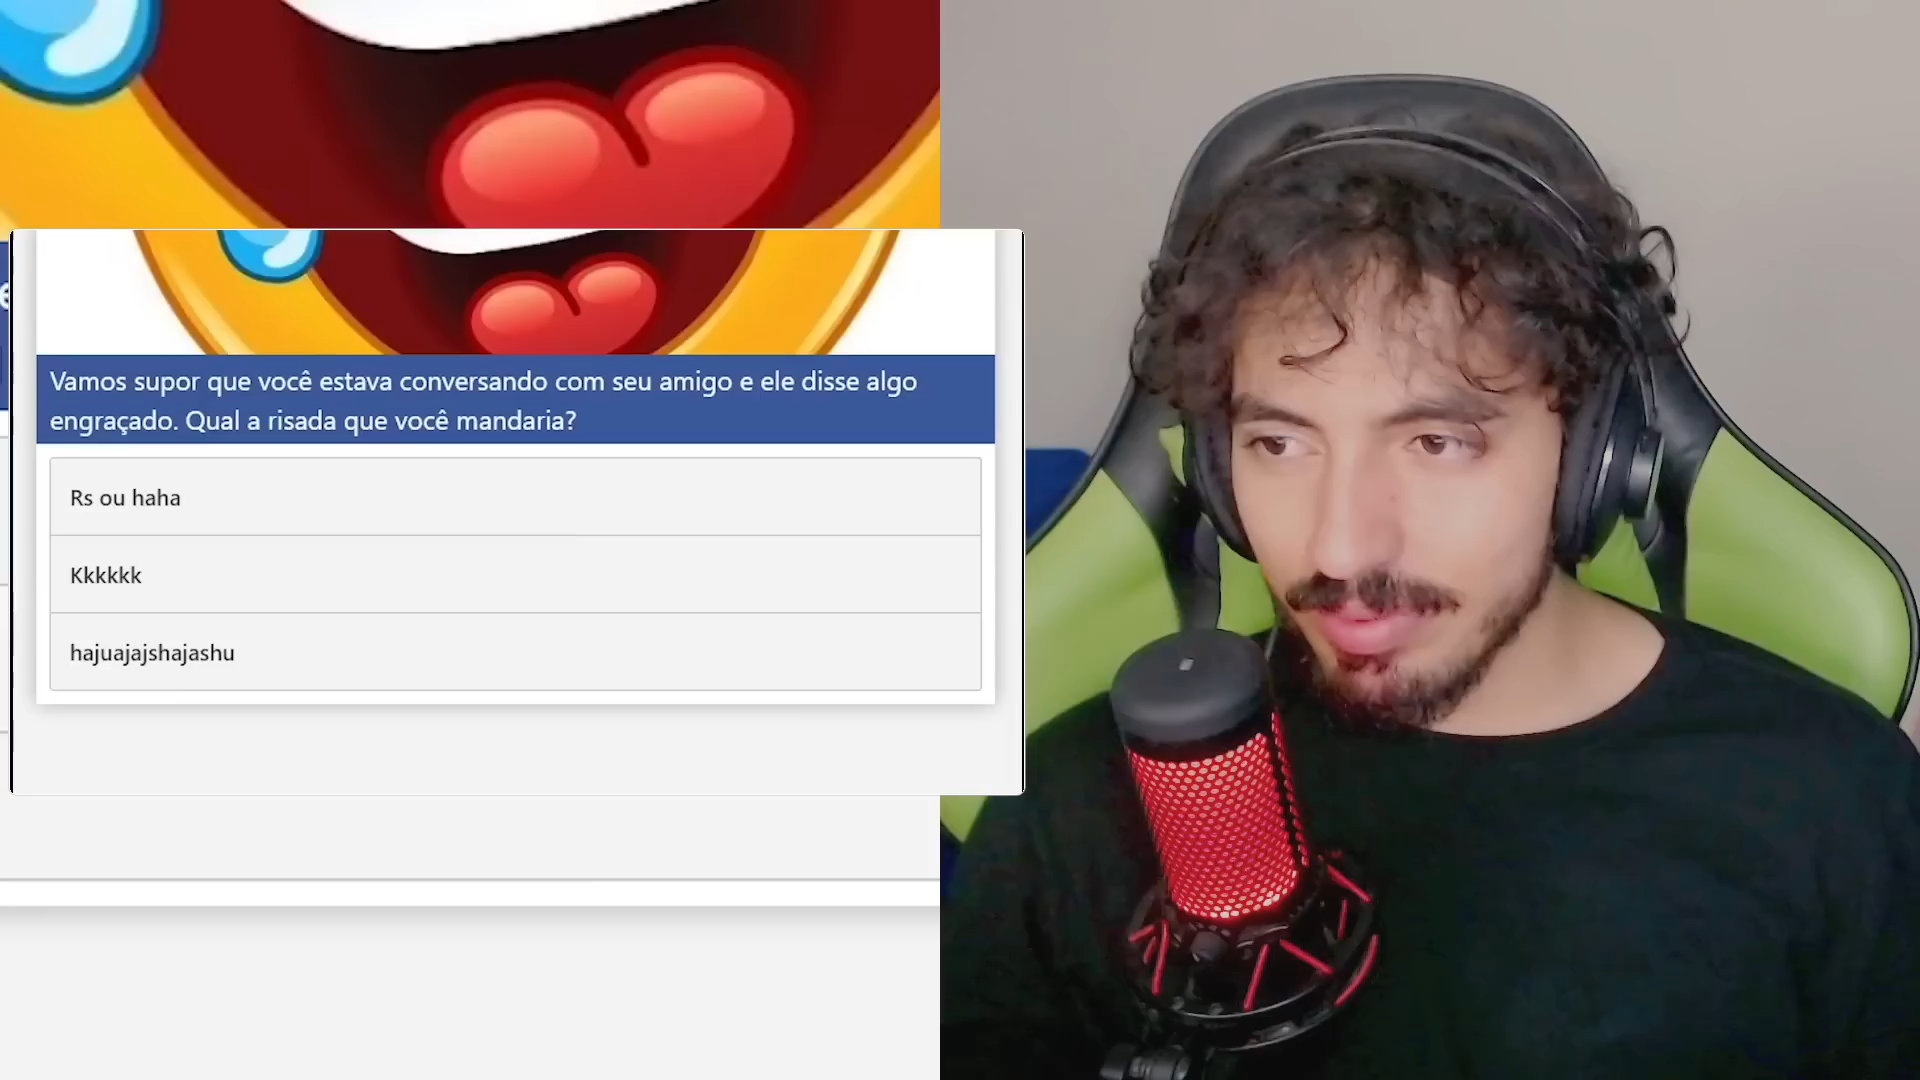 Vamos supor que você estava conversando com seu amigo e ele disse algo
engraçado. Qual a risada que você mandaria?
Rs ou haha
Kkkkkk
hajuajajshajashu